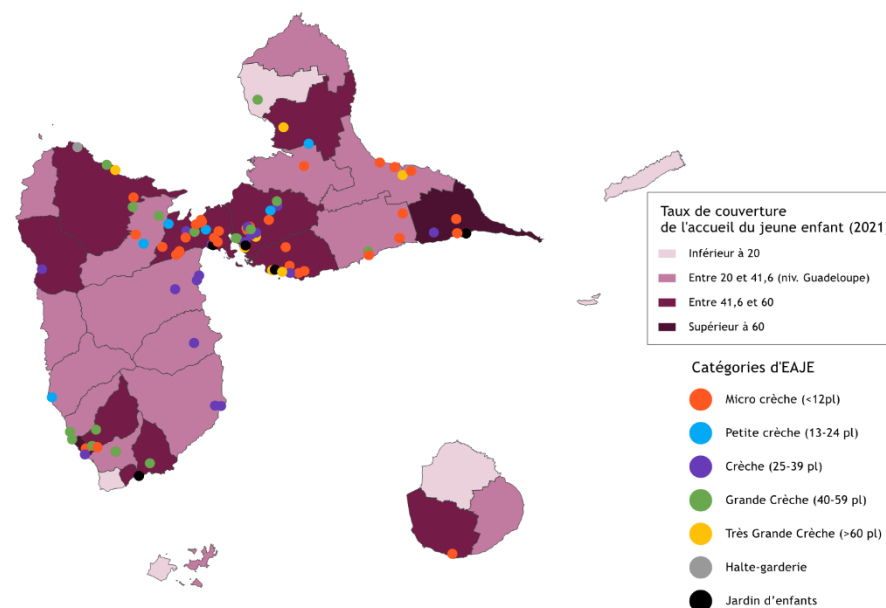 Taux de couverture
de l'accueil du jeune enfant (2021)
Inférieur à 20
Entre 20 et 41,6 (niv. Guadeloupe)
Entre 41,6 et 60
Supérieur à 60
Catégories d'EAJE
Micro crèche (<12pl)
Petite crèche (13-24 pl)
Crèche (25-39 pl)
Grande Crèche (40-59 pl)
Très Grande Crèche (>60 pl)
Halte-garderie
Jardin d'enfants